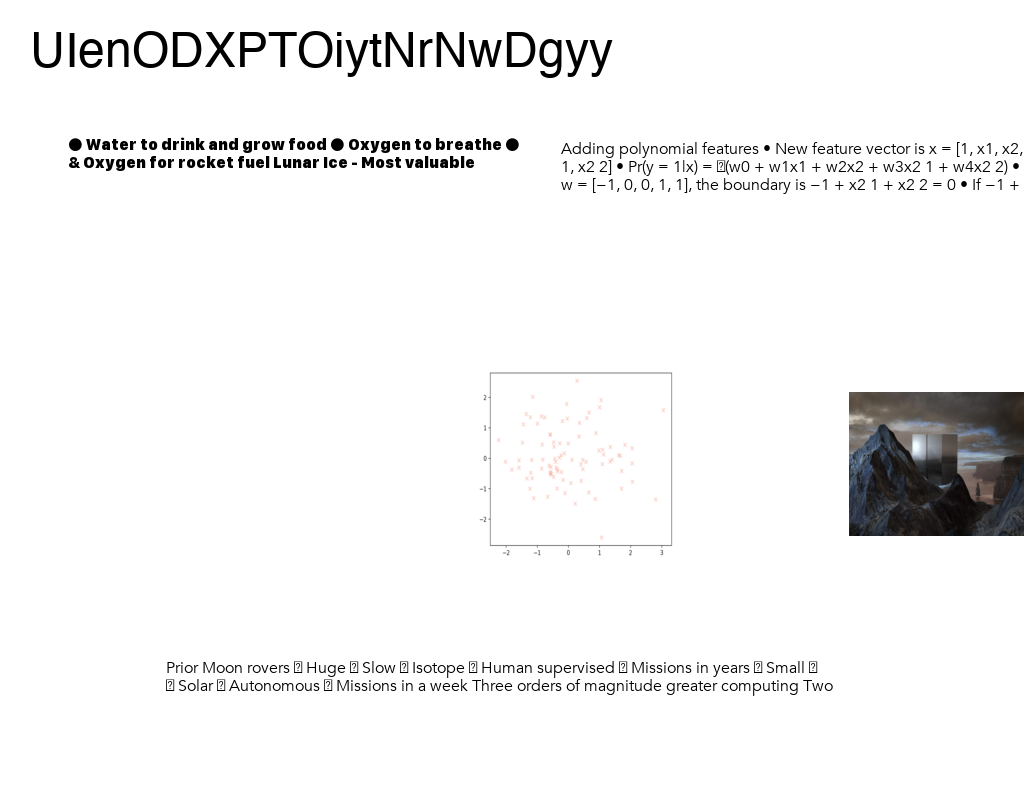 UIenODXPTOiytNrNwDgyy
● Water to drink and grow food ● Oxygen to breathe ●
& Oxygen for rocket fuel Lunar Ice - Most valuable
Adding polynomial features • New feature vector is x = [1, x1, x2,
1, x2 2] • Pr(y = 1|x) = (w0 + w1x1 + w2x2 + w3x2 1 + w4x2 2) •
w = [−1, 0, 0, 1, 1], the boundary is −1 + x2 1 + x2 2 = 0 • If −1 +
2
1
0
−1
−2
−2 −1 0 1 2 3
Prior Moon rovers Huge Slow Isotope Human supervised Missions in years Small
Solar Autonomous Missions in a week Three orders of magnitude greater computing Two